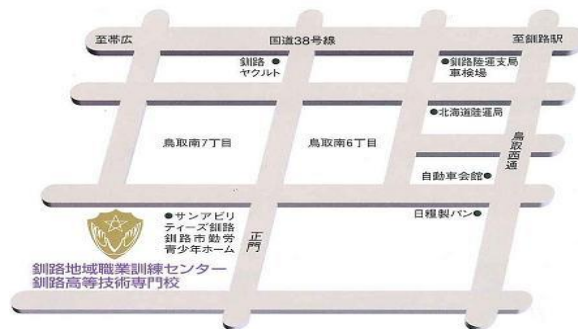 至帯広
国道38号線
至釧路駅
釧路
ヤクルト
釧路陸運支局
車検場
北海道陸運局
鳥取南7丁目
鳥取南6丁目
鳥取西通
自動車会館
サンアビリ
ティーズ釧路
釧路市勤労
青少年ホーム
正門
日糧製パン
釧路地域職業訓練センター
釧路高等技術専門校